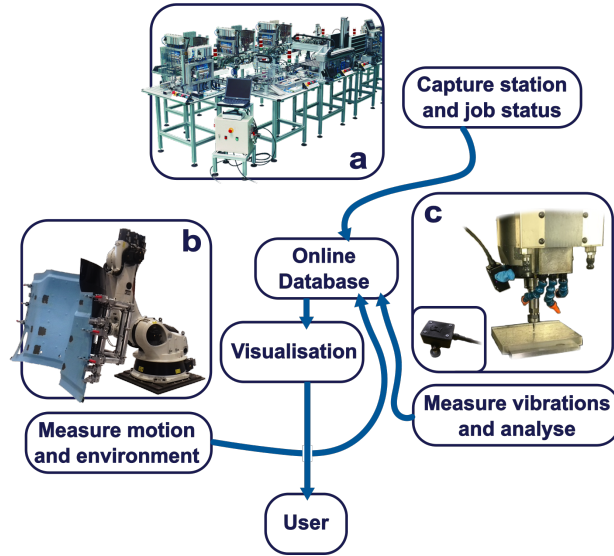 a
Capture station
and job status
b
c
Online
Database
Visualisation
Measure motion
and environment
Measure vibrations
and analyse
User